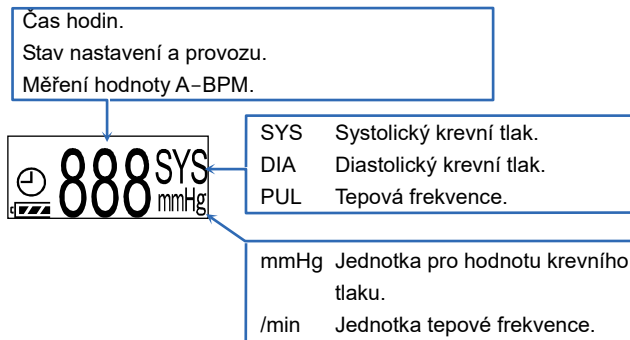 Čas hodin.
Stav nastavení a provozu.
Měření hodnoty A−BPM.
888 SYS
mmHg
SYS Systolický krevní tlak.
DIA Diastolický krevní tlak.
PUL Tepová frekvence.
mmHg Jednotka pro hodnotu krevního
tlaku.
/min Jednotka tepové frekvence.